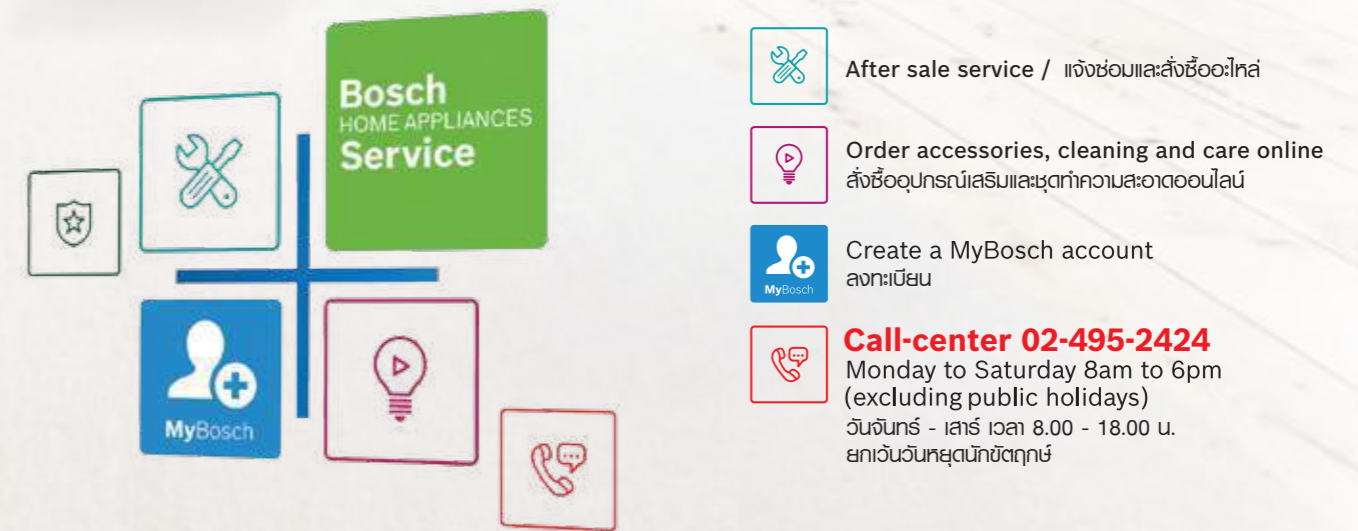 Bosch
HOME APPLIANCES
Service
MyBosch
After sale service / แจ้งซ่อมและสั่งซื้ออะไหล่
Order accessories, cleaning and care online
สั่งซื้ออุปกรณ์เสริมและชุดทำความสะอาดออนไลน์
Create a MyBosch account
ลงทะเบียน
MyBosch
Call-center 02-495-2424
Monday to Saturday 8am to 6pm
(excluding public holidays)
วันจันทร์ - เสาร์ เวลา 8.00 - 18.00 น.
ยกเว้นวันหยุดนักขัตฤกษ์